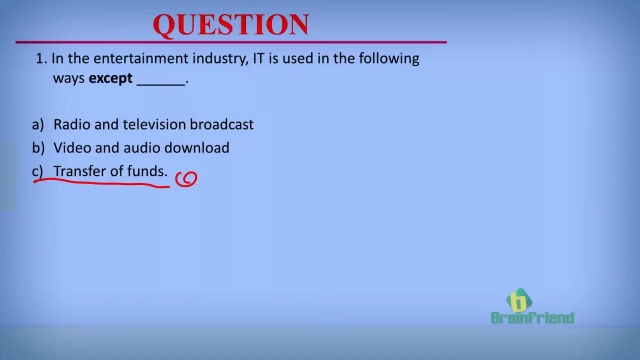 QUESTION
1. In the entertainment industry, IT is used in the following
ways except ______.
a) Radio and television broadcast
b) Video and audio download
c) Transfer of funds.
b
BrainFriend